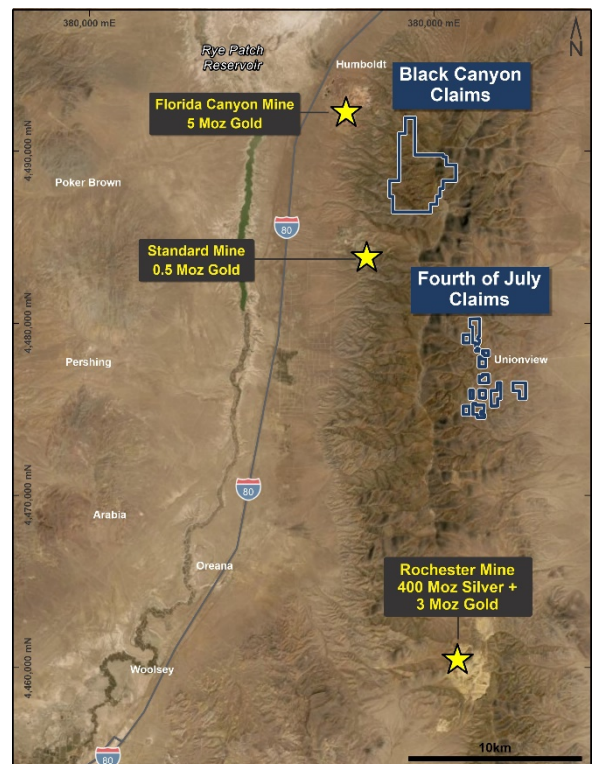 380,000 mE
380,000 mE
N
Rye Patch
Reservoir
Humboldt
Black Canyon
Claims
Florida Canyon Mine
5 Moz Gold
4,490,000 mN
Poker Brown
80
Standard Mine
0.5 Moz Gold
Fourth of July
Claims
4,480,000 mN
Pershing
Unionview
80
4,470,000 mN
Arabia
Oreana
Rochester Mine
400 Moz Silver +
3 Moz Gold
4,460,000 mN
Woolsey
80
10km